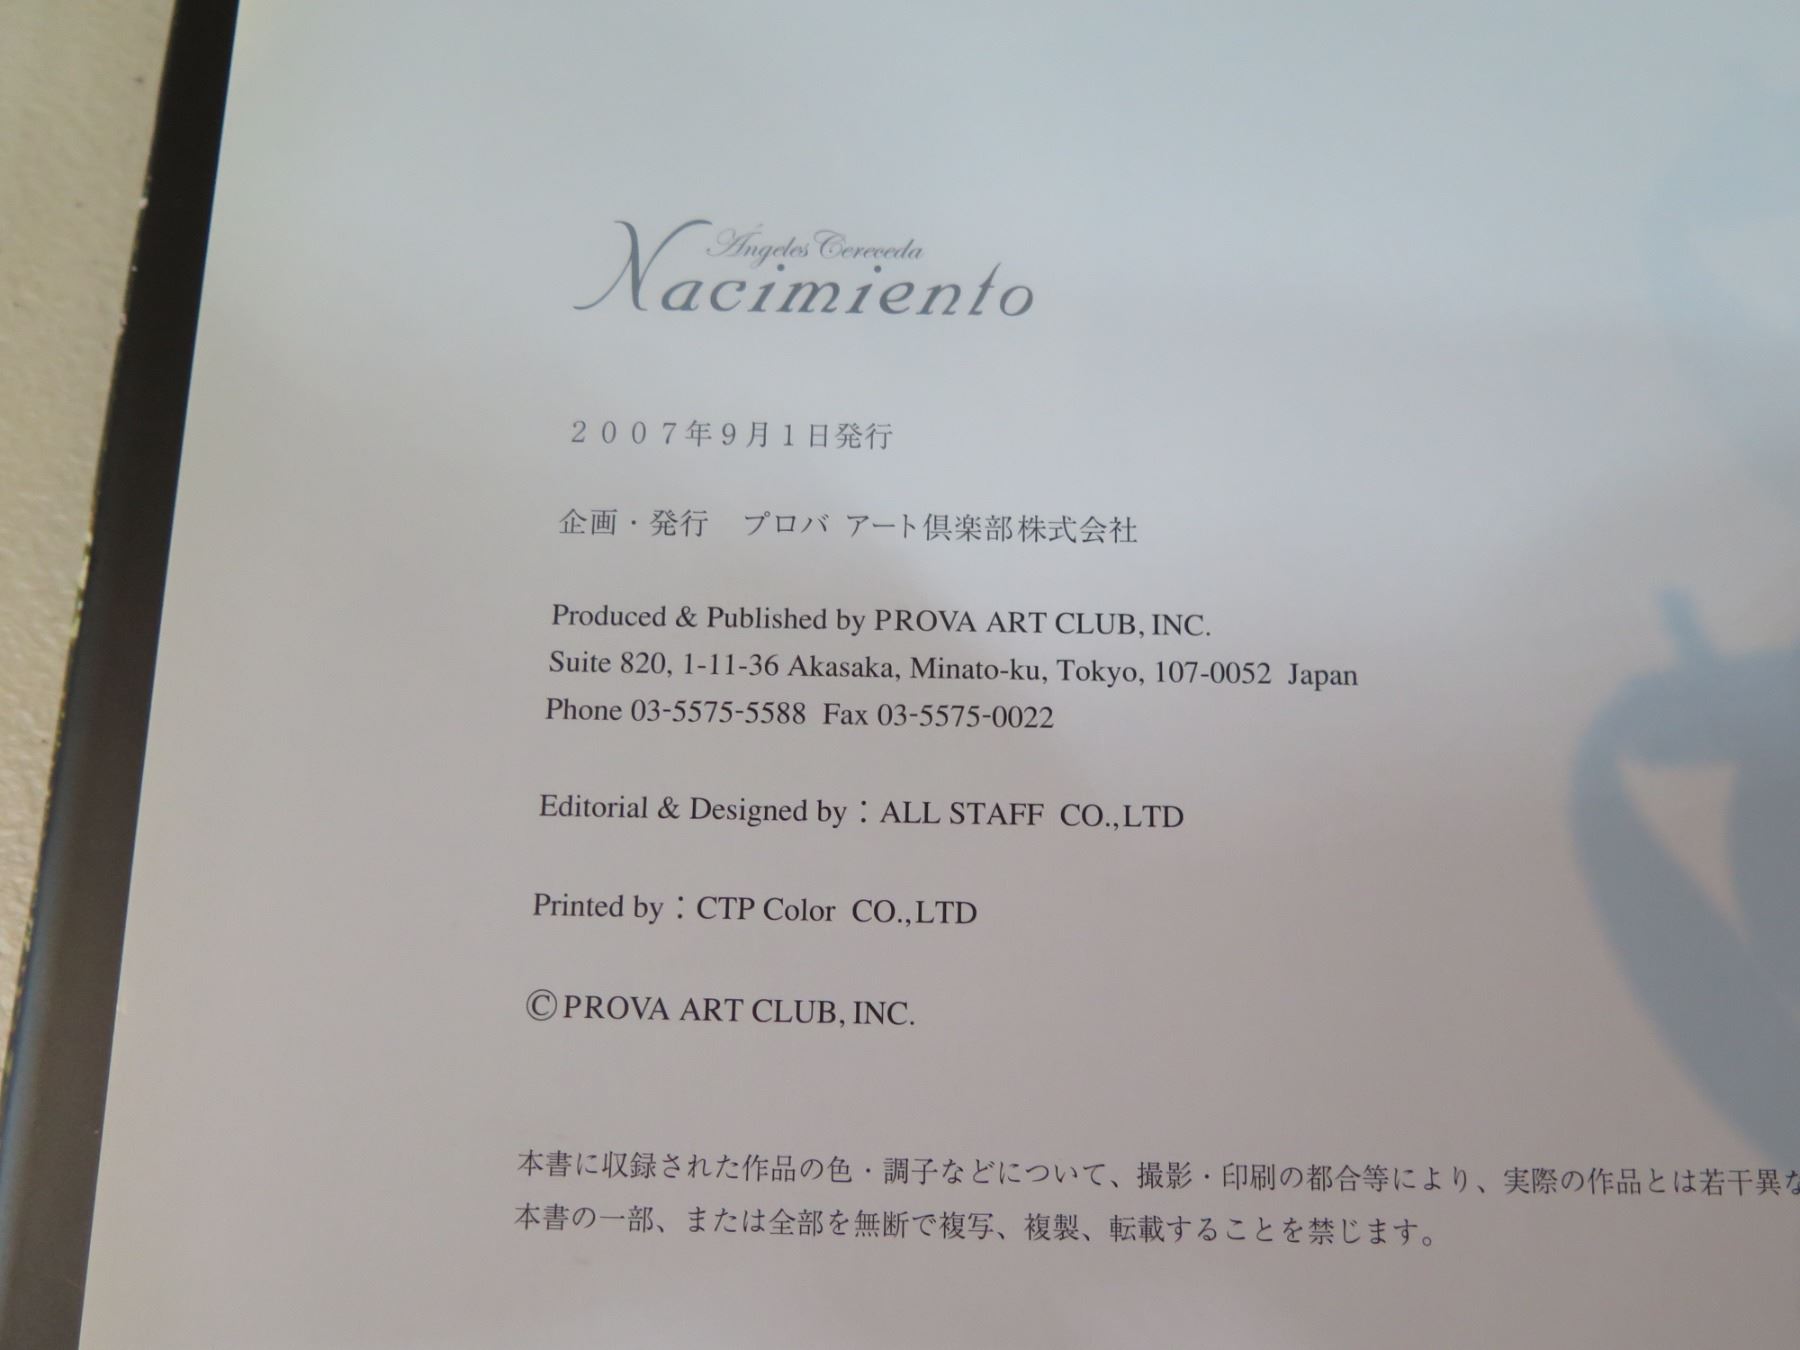 Ángeles Cereceda
Nacimiento
２００７年９月１日発行
企画・発行　プロバ アート倶楽部株式会社
Produced & Published by PROVA ART CLUB, INC.
Suite 820, 1-11-36 Akasaka, Minato-ku, Tokyo, 107-0052 Japan
Phone 03-5575-5588 Fax 03-5575-0022
Editorial & Designed by：ALL STAFF CO.,LTD
Printed by：CTP Color CO.,LTD
©PROVA ART CLUB, INC.
本書に収録された作品の色・調子などについて、撮影・印刷の都合等により、実際の作品とは若干異な
本書の一部、または全部を無断で複写、複製、転載することを禁じます。